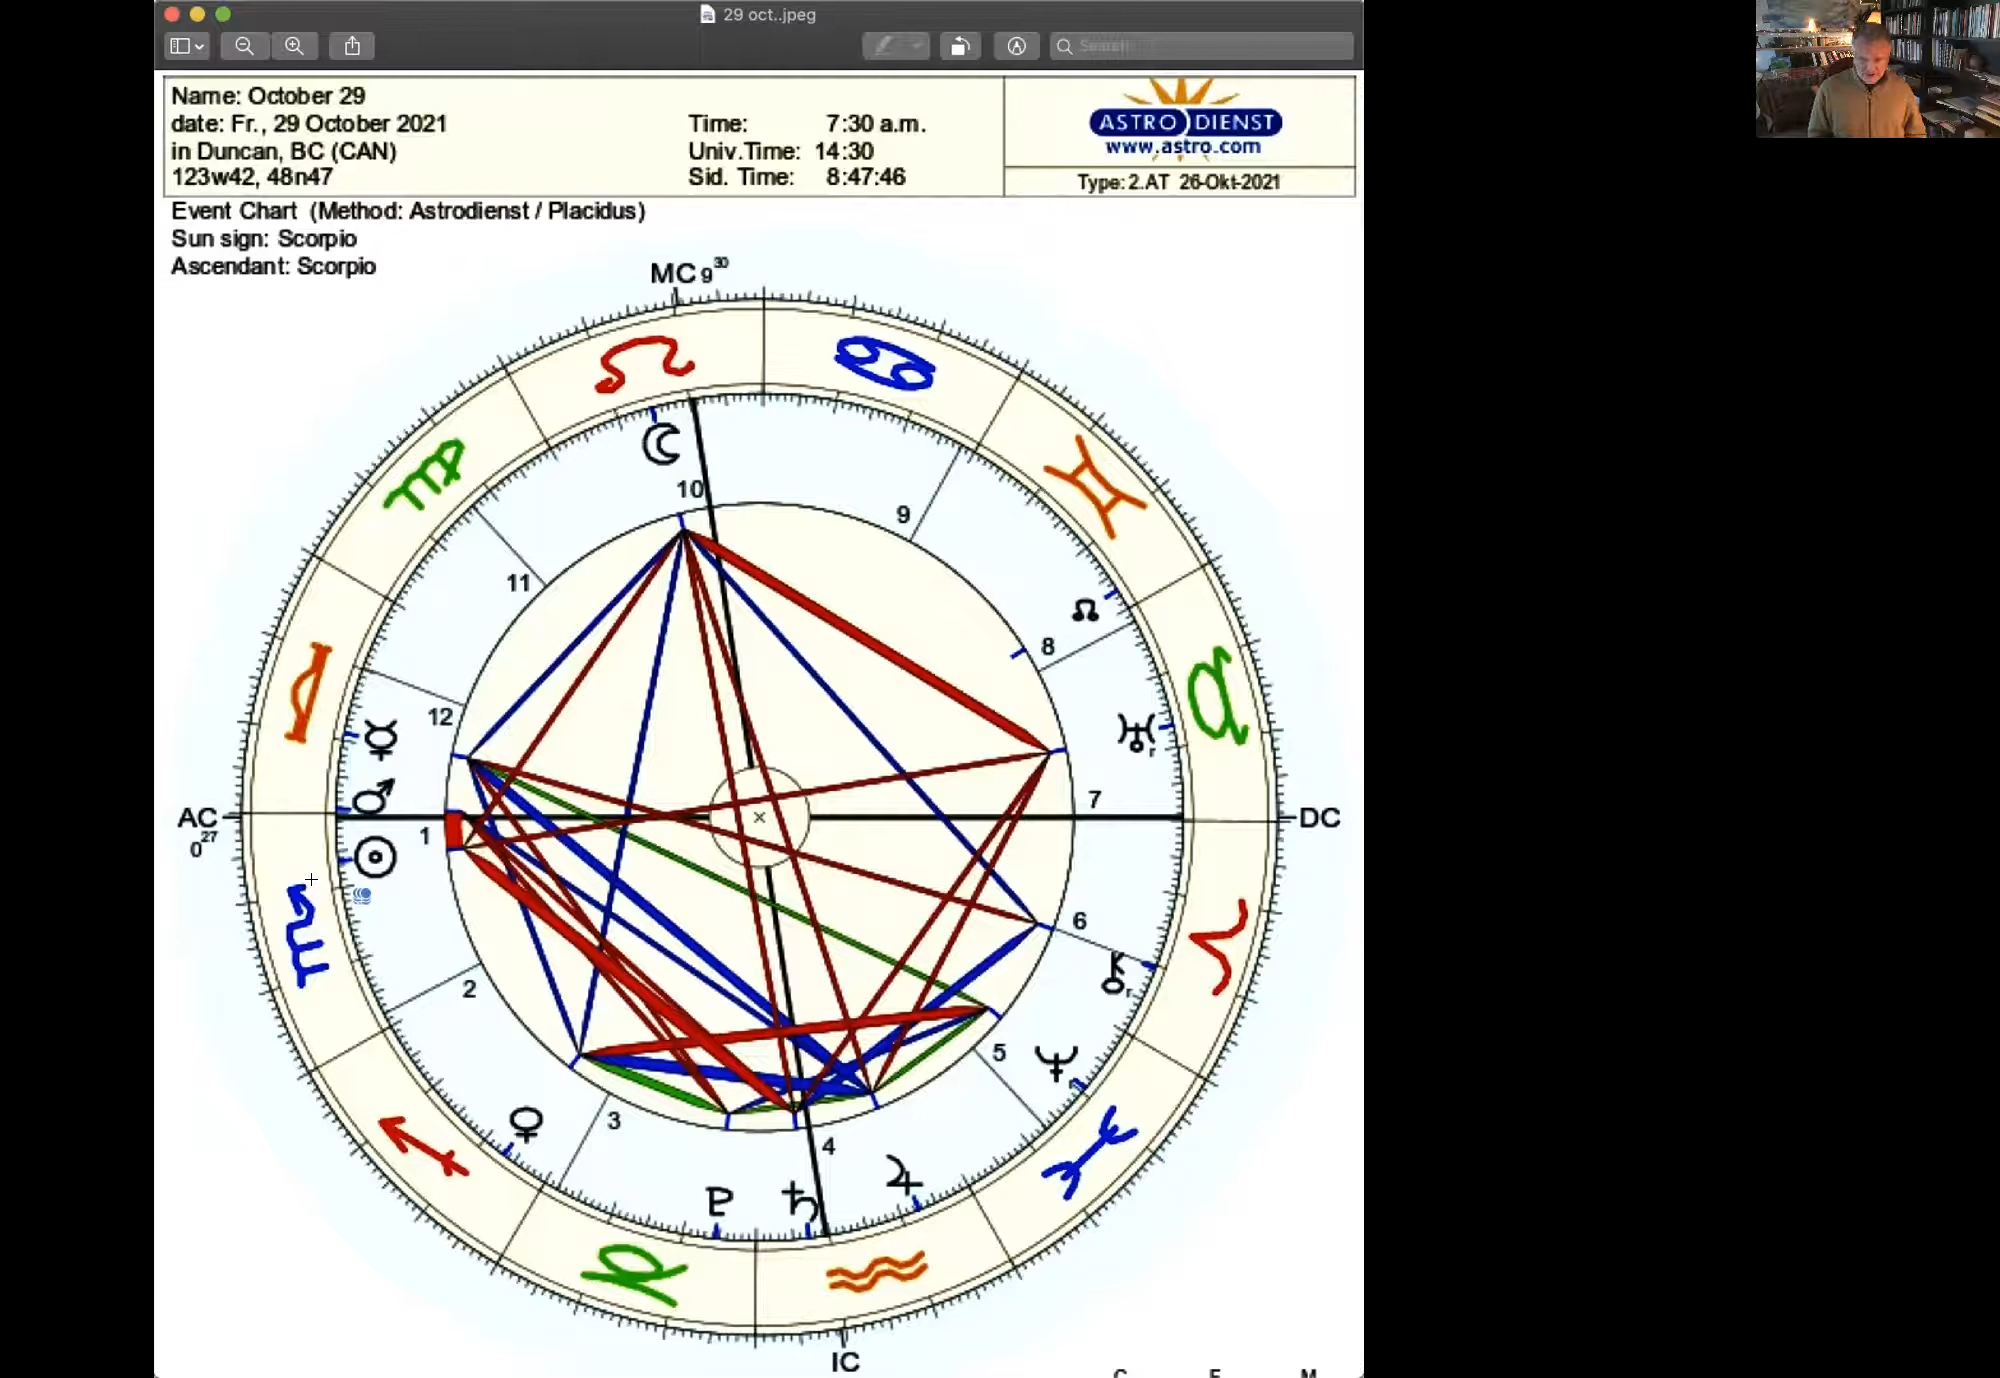 29 oct..jpeg
Search
Name: October 29
date: Fr., 29 October 2021
in Duncan, BC (CAN)
123w42, 48n47
Time: 7:30 a.m.
Univ.Time: 14:30
Sid. Time: 8:47:46
ASTRO DIENST
www.astro.com
Type: 2.AT 26-Okt-2021
Event Chart (Method: Astrodienst / Placidus)
Sun sign: Scorpio
Ascendant: Scorpio
MC 9 30
10
9
11
8
12
7
AC
0 27
DC
1
6
2
5
3
4
IC
C F M